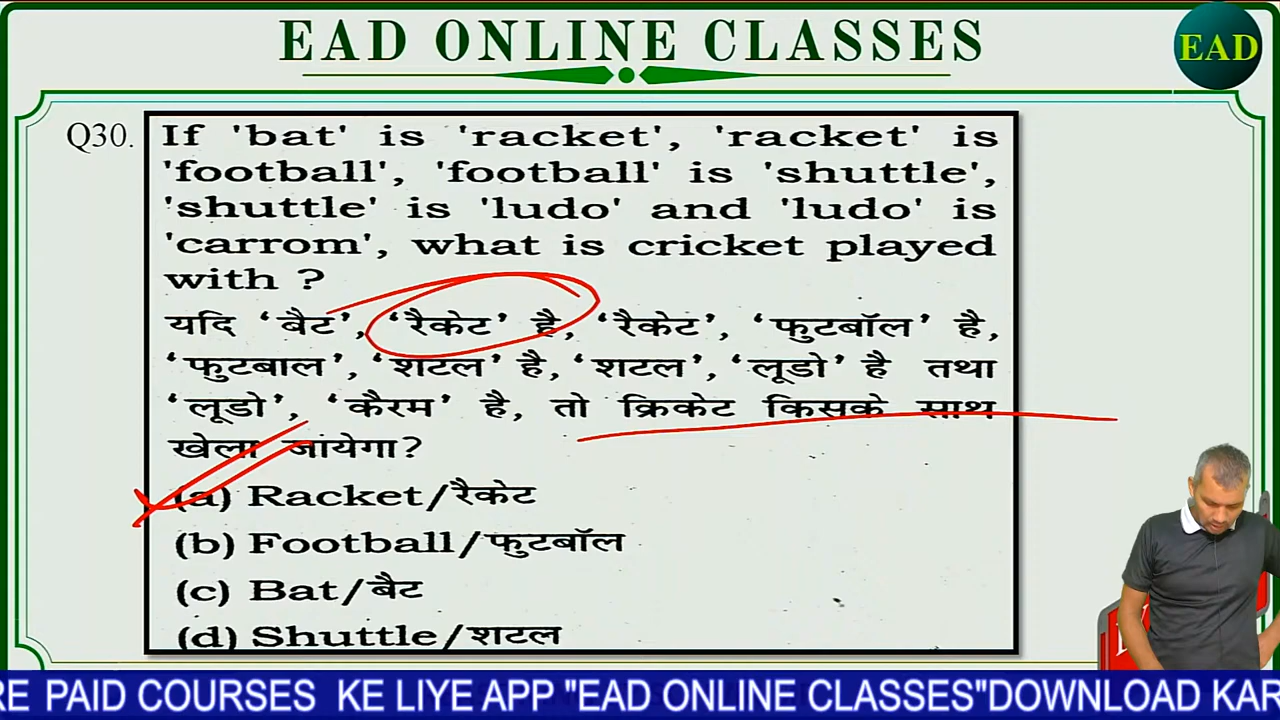 EAD ONLINE CLASSES
EAD
Q30. If 'bat' is 'racket', 'racket' is
'football', 'football' is 'shuttle',
'shuttle' is 'ludo' and 'ludo' is
'carrom', what is cricket played
with ?
यदि ‘बैट’, ‘रैकेट’ है, ‘रैकेट’, ‘फुटबॉल’ है,
‘फुटबाल’, ‘शटल’ है, ‘शटल’, ‘लूडो’ है तथा
‘लूडो’, ‘कैरम’ है, तो क्रिकेट किसके साथ
खेला जायेगा?
(a) Racket/रैकेट
(b) Football/फुटबॉल
(c) Bat/बैट
(d) Shuttle/शटल
RE PAID COURSES KE LIYE APP "EAD ONLINE CLASSES"DOWNLOAD KAR